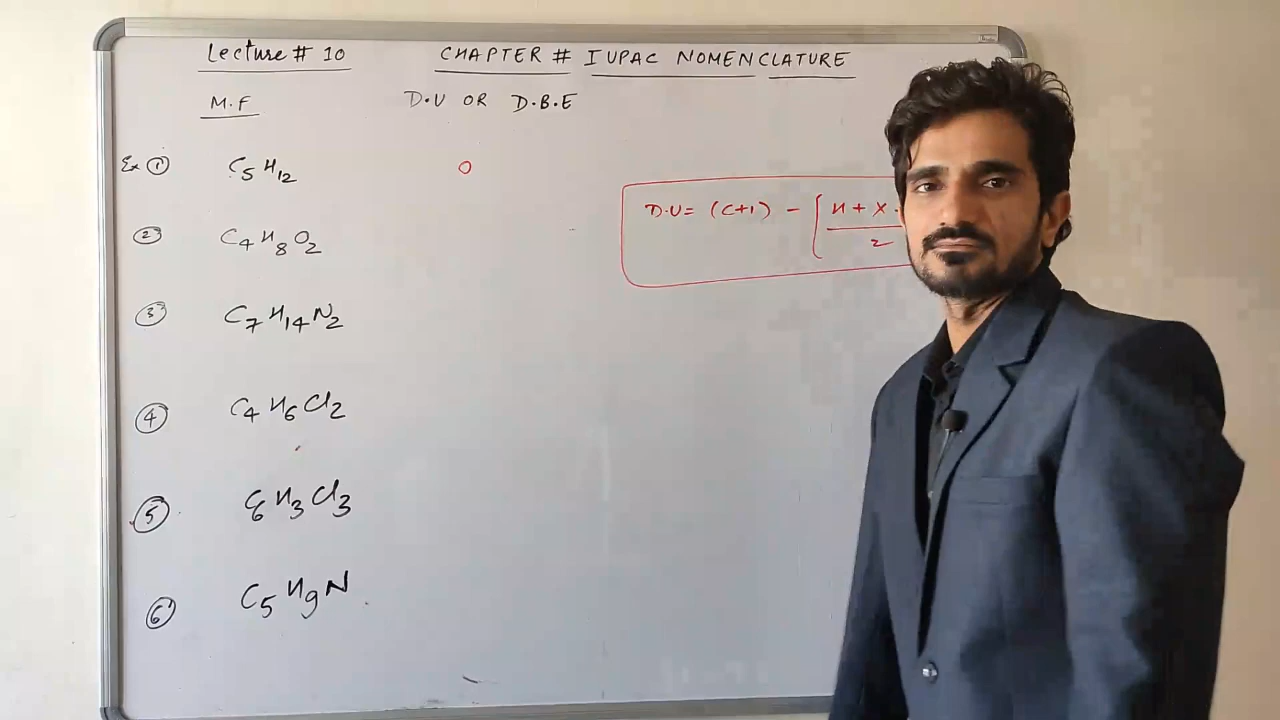 Lecture # 10 CHAPTER # IUPAC NOMENCLATURE
M.F D.U OR D.B.E
Ex ① C5H12 0
D.U = (C+1) - [H + X
2
② C4H8O2
③ C7H14N2
④ C4H6Cl2
⑤ C6H3Cl3
⑥ C5H9N